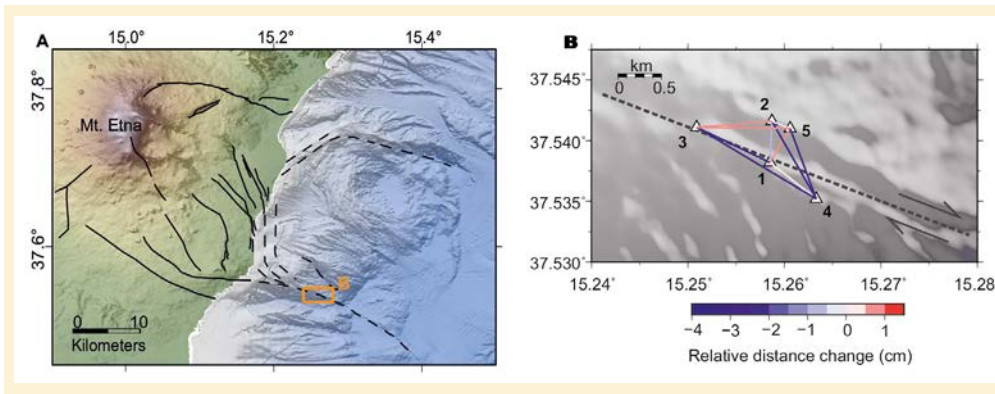 A
15.0° 15.2° 15.4°
37.8°
Mt. Etna
37.6°
B
0 10
Kilometers
B
37.545°
km
0 0.5
2
37.540°
5
3
1
37.535°
4
37.530°
15.24° 15.25° 15.26° 15.27° 15.28
−4 −3 −2 −1 0 1
Relative distance change (cm)